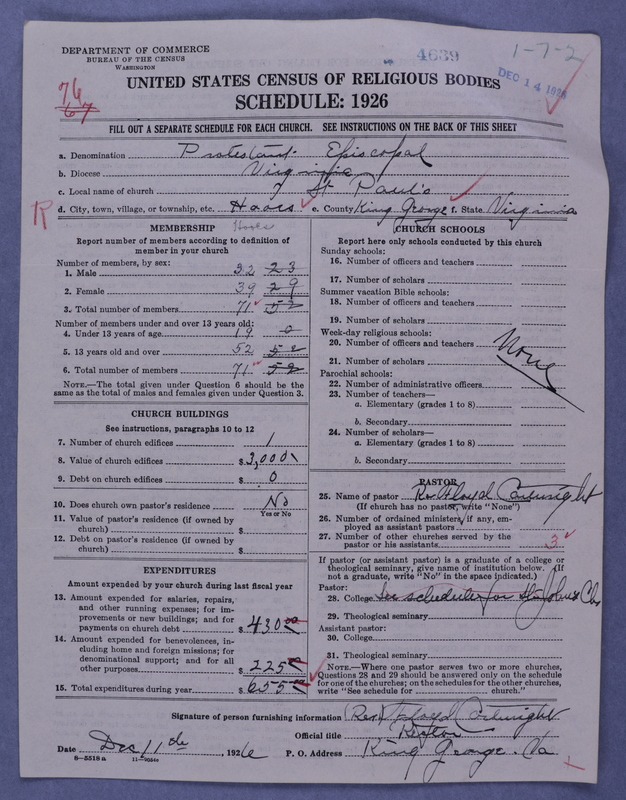 DEPARTMENT OF COMMERCE
BUREAU OF THE CENSUS
WASHINGTON
4639
1-7-2
DEC 14 1926
76
67
UNITED STATES CENSUS OF RELIGIOUS BODIES
SCHEDULE: 1926
FILL OUT A SEPARATE SCHEDULE FOR EACH CHURCH. SEE INSTRUCTIONS ON THE BACK OF THIS SHEET
a. Denomination Protestant Episcopal
b. Diocese Virginia
c. Local name of church St Paul's
R d. City, town, village, or township, etc. e. County King George f. State Virginia
MEMBERSHIP
Report number of members according to definition of
member in your church
Number of members, by sex:
1. Male 32 23
2. Female 39 29
3. Total number of members 71 52
Number of members under and over 13 years old:
4. Under 13 years of age 19 0
5. 13 years old and over 52 52
6. Total number of members 71 52
NOTE.—The total given under Question 6 should be
same as the total of males and females given under Question 3.
CHURCH BUILDINGS
See instructions, paragraphs 10 to 12
7. Number of church edifices 1
8. Value of church edifices $
9. Debt on church edifices $ 0
10. Does church own pastor's residence No
Yes or No
11. Value of pastor's residence (if owned by
church) $
12. Debt on pastor's residence (if owned by
church) $
EXPENDITURES
Amount expended by your church during last fiscal year
13. Amount expended for salaries, repairs,
and other running expenses; for im-
provements or new buildings; and for
payments on church debt $ 430 00
14. Amount expended for benevolences, in-
cluding home and foreign missions; for
denominational support; and for all
other purposes $ 225
15. Total expenditures during year $ 655
CHURCH SCHOOLS
Report here only schools conducted by this church
Sunday schools:
16. Number of officers and teachers
17. Number of scholars
Summer vacation Bible schools:
18. Number of officers and teachers
19. Number of scholars
Week-day religious schools:
20. Number of officers and teachers
None
21. Number of scholars
Parochial schools:
22. Number of administrative officers
23. Number of teachers—
a. Elementary (grades 1 to 8)
b. Secondary
24. Number of scholars—
a. Elementary (grades 1 to 8)
b. Secondary
PASTOR
25. Name of pastor Rev Floyd Cartwright
(If church has no pastor, write "None")
26. Number of ordained ministers, if any, em-
ployed as assistant pastors
27. Number of other churches served by the
pastor or his assistants 3
If pastor (or assistant pastor) is a graduate of a college or
theological seminary, give name of institution below. (If
not a graduate, write "No" in the space indicated.)
Pastor:
28. College See schedule for St Johns Ch
29. Theological seminary
Assistant pastor:
30. College
31. Theological seminary
NOTE.—Where one pastor serves two or more churches,
Questions 28 and 29 should be answered only on the schedule
for one of the churches; on the schedules for the other churches,
write "See schedule for church."
Signature of person furnishing information (Rev) Floyd Cartwright
Official title Rector
Date Dec 11 1926 P. O. Address King George Va
8—5518 a